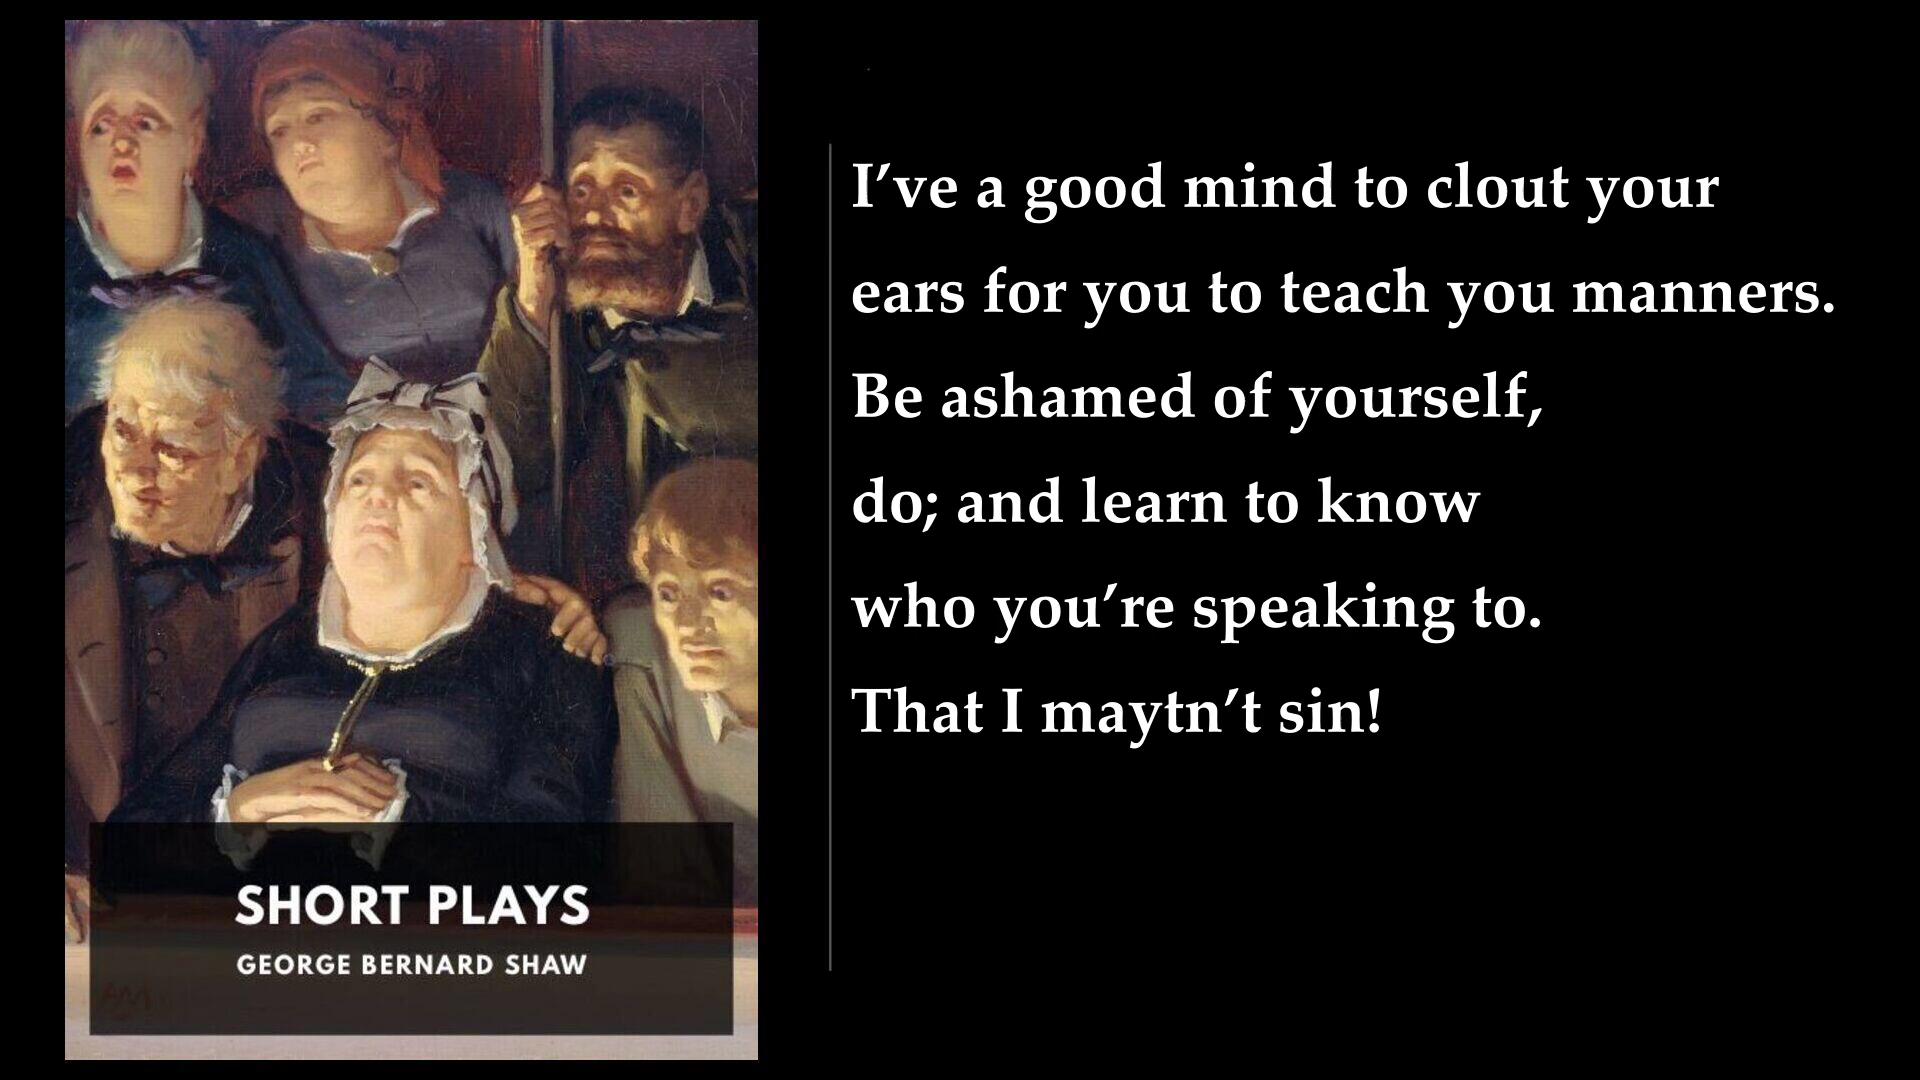 SHORT PLAYS
GEORGE BERNARD SHAW
I’ve a good mind to clout your
ears for you to teach you manners.
Be ashamed of yourself,
do; and learn to know
who you’re speaking to.
That I maytn’t sin!